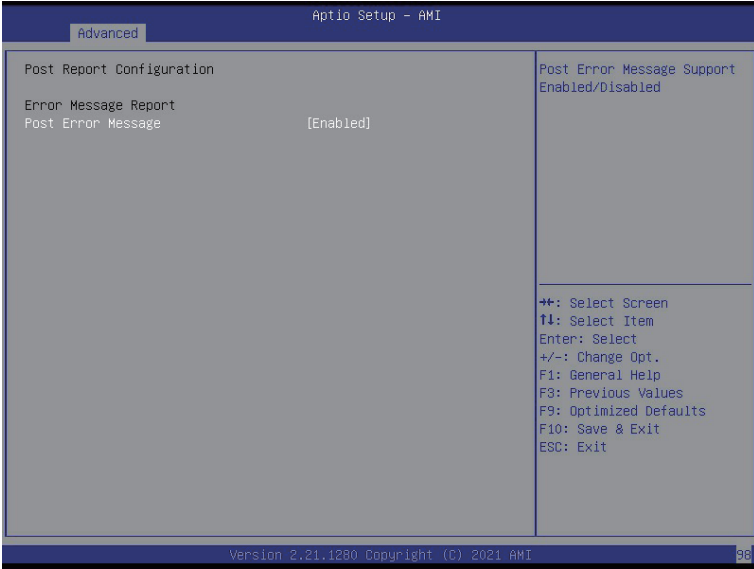 Aptio Setup – AMI
Advanced
Post Report Configuration
Error Message Report
Post Error Message [Enabled]
Post Error Message Support
Enabled/Disabled
→←: Select Screen
↑↓: Select Item
Enter: Select
+/-: Change Opt.
F1: General Help
F3: Previous Values
F9: Optimized Defaults
F10: Save & Exit
ESC: Exit
Version 2.21.1280 Copyright (C) 2021 AMI
98